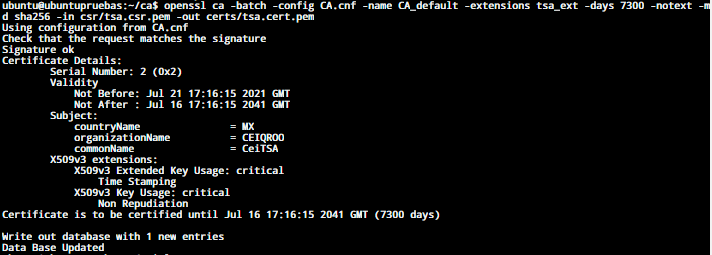 ubuntu@ubuntupruebas:~/ca$ openssl ca -batch -config CA.cnf -name CA_default -extensions tsa_ext -days 7300 -notext -m
d sha256 -in csr/tsa.csr.pem -out certs/tsa.cert.pem
Using configuration from CA.cnf
Check that the request matches the signature
Signature ok
Certificate Details:
Serial Number: 2 (0x2)
Validity
Not Before: Jul 21 17:16:15 2021 GMT
Not After : Jul 16 17:16:15 2041 GMT
Subject:
countryName = MX
organizationName = CEIQROO
commonName = CeiTSA
X509v3 extensions:
X509v3 Extended Key Usage: critical
Time Stamping
X509v3 Key Usage: critical
Non Repudiation
Certificate is to be certified until Jul 16 17:16:15 2041 GMT (7300 days)
Write out database with 1 new entries
Data Base Updated